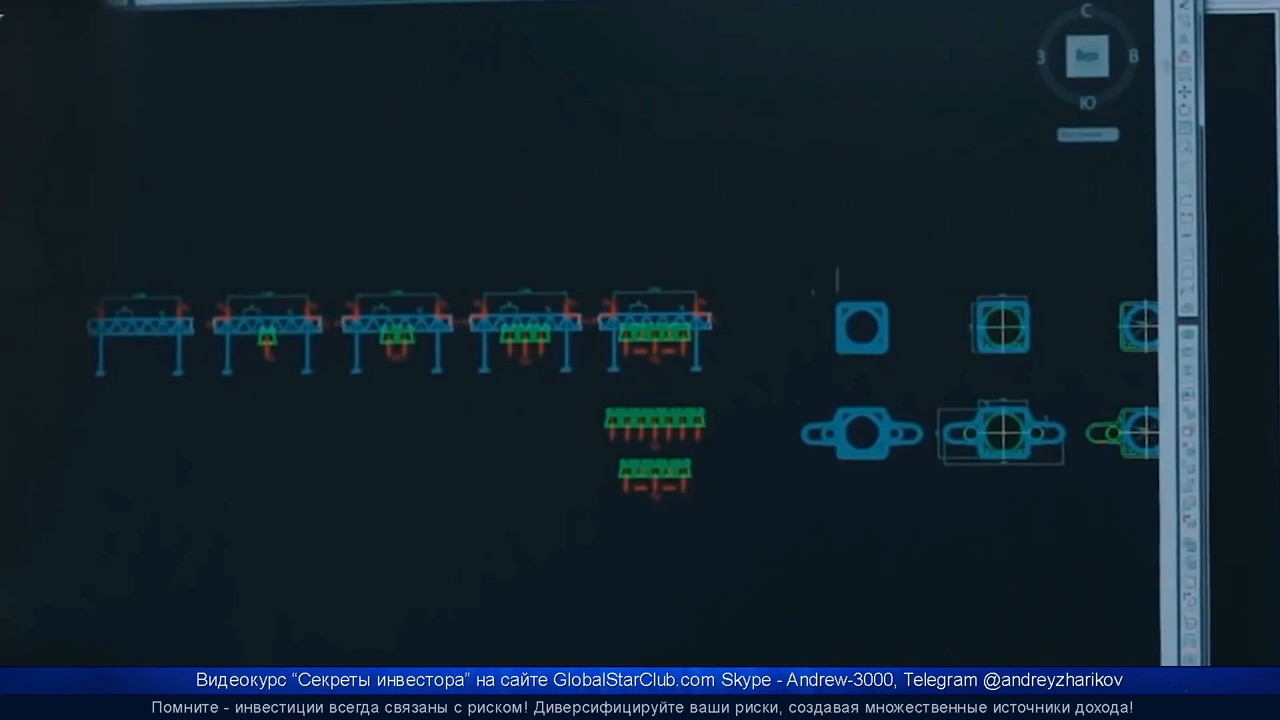 С
З
В
Ю
Видеокурс “Секреты инвестора” на сайте GlobalStarClub.com Skype - Andrew-3000, Telegram @andreyzharikov
Помните - инвестиции всегда связаны с риском! Диверсифицируйте ваши риски, создавая множественные источники дохода!